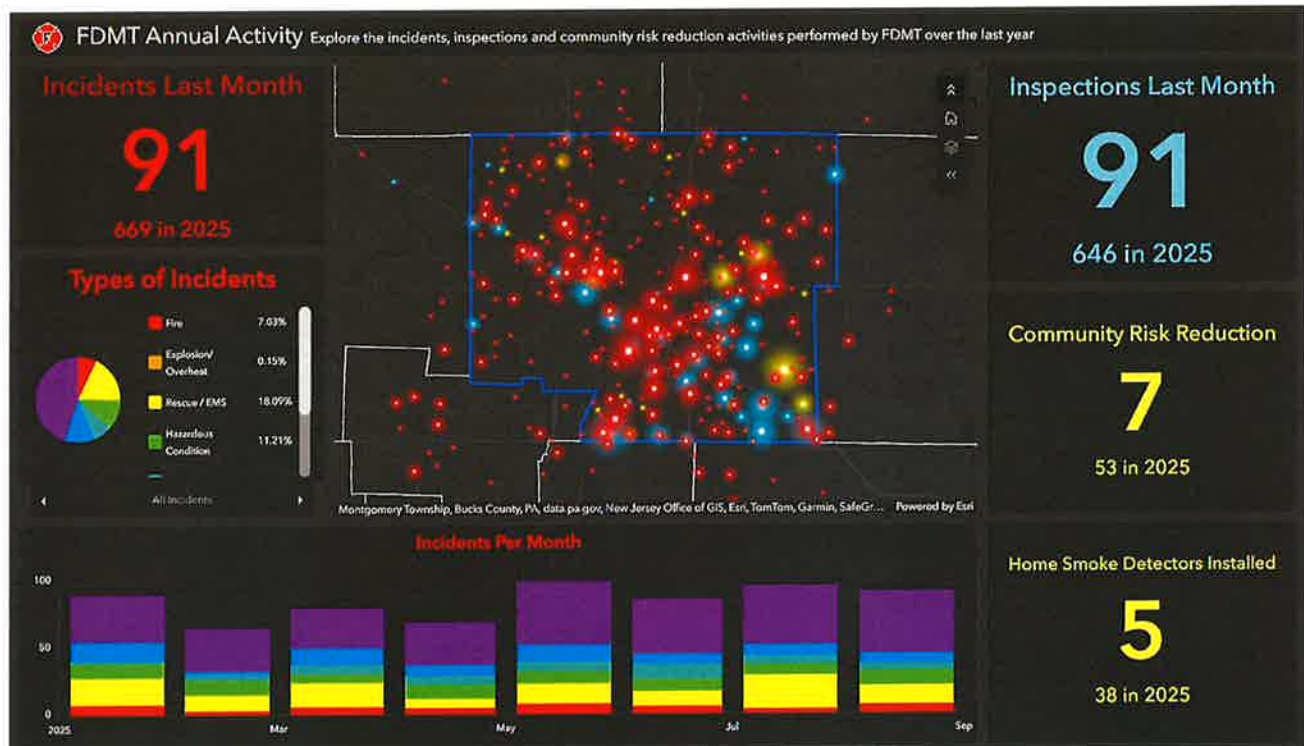 FDMT Annual Activity Explore the incidents, inspections and community risk reduction activities performed by FDMT over the last year
Incidents Last Month
91
669 in 2025
Types of Incidents
Fire 7.03%
Explosion/
Overheat 0.15%
Rescue / EMS 18.09%
Hazardous
Condition 11.21%
All Incidents
Montgomery Township, Bucks County, PA, data.pa.gov, New Jersey Office of GIS, Esri, TomTom, Garmin, SafeGr... Powered by Esri
Inspections Last Month
91
646 in 2025
Community Risk Reduction
7
53 in 2025
Home Smoke Detectors Installed
5
38 in 2025
Incidents Per Month
100
50
0
2025 Mar May Jul Sep